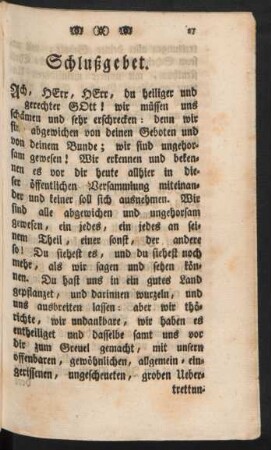 27
Schlußgebet.
Ach, HErr, HErr, du heiliger und
gerechter GOtt! wir müssen uns
schämen und sehr erschrecken: denn wir
sind abgewichen von deinen Geboten und
von deinem Bunde; wir sind ungehor-
sam gewesen! Wir erkennen und beken-
nen es vor dir heute allhier in die-
ser öffentlichen Versammlung miteinan-
der und keiner soll sich ausnehmen. Wir
sind alle abgewichen und ungehorsam
gewesen, ein jedes, ein jedes an sei-
nem Theil, einer sonst, der andere
so! Du siehest es, und du siehest noch
mehr, als wir sagen und sehen kön-
nen. Du hast uns in ein gutes Land
gepflanzet, und darinnen wurzeln, und
uns ausbreiten lassen: aber wir thö-
richte, wir undankbare, wir haben es
entheiliget und dasselbe samt uns vor
dir zum Greuel gemacht, mit unsern
offenbaren, gewöhnlichen, allgemein-ein-
gerissenen, ungescheueten, groben Ueber-
trettun-